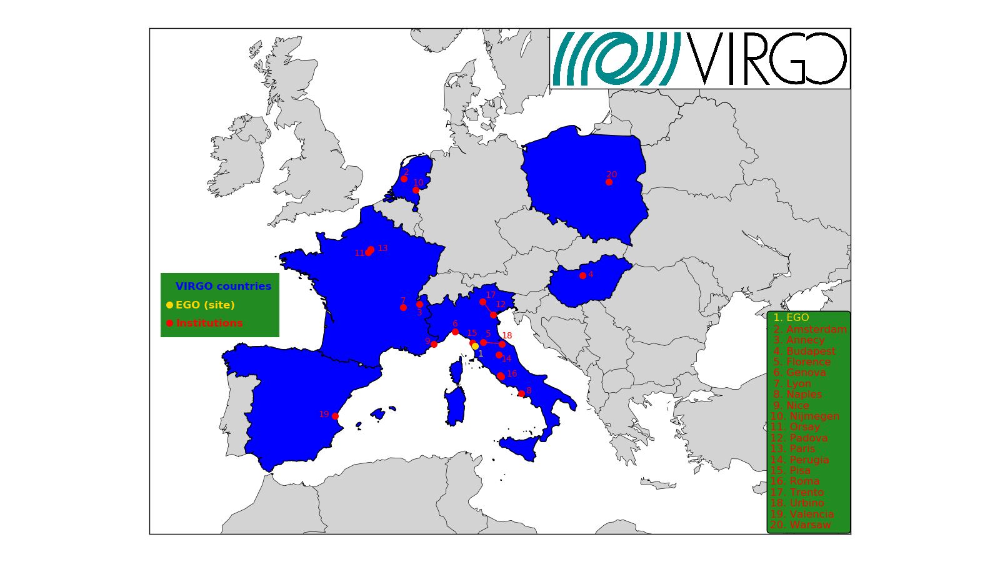 VIRGO
2
10
20
13
11
4
7
3
17
12
6
15
5
18
9
1
14
16
8
19
VIRGO countries
EGO (site)
Institutions
1. EGO
2. Amsterdam
3. Annecy
4. Budapest
5. Florence
6. Genova
7. Lyon
8. Naples
9. Nice
10. Nijmegen
11. Orsay
12. Padova
13. Paris
14. Perugia
15. Pisa
16. Roma
17. Trento
18. Urbino
19. Valencia
20. Warsaw